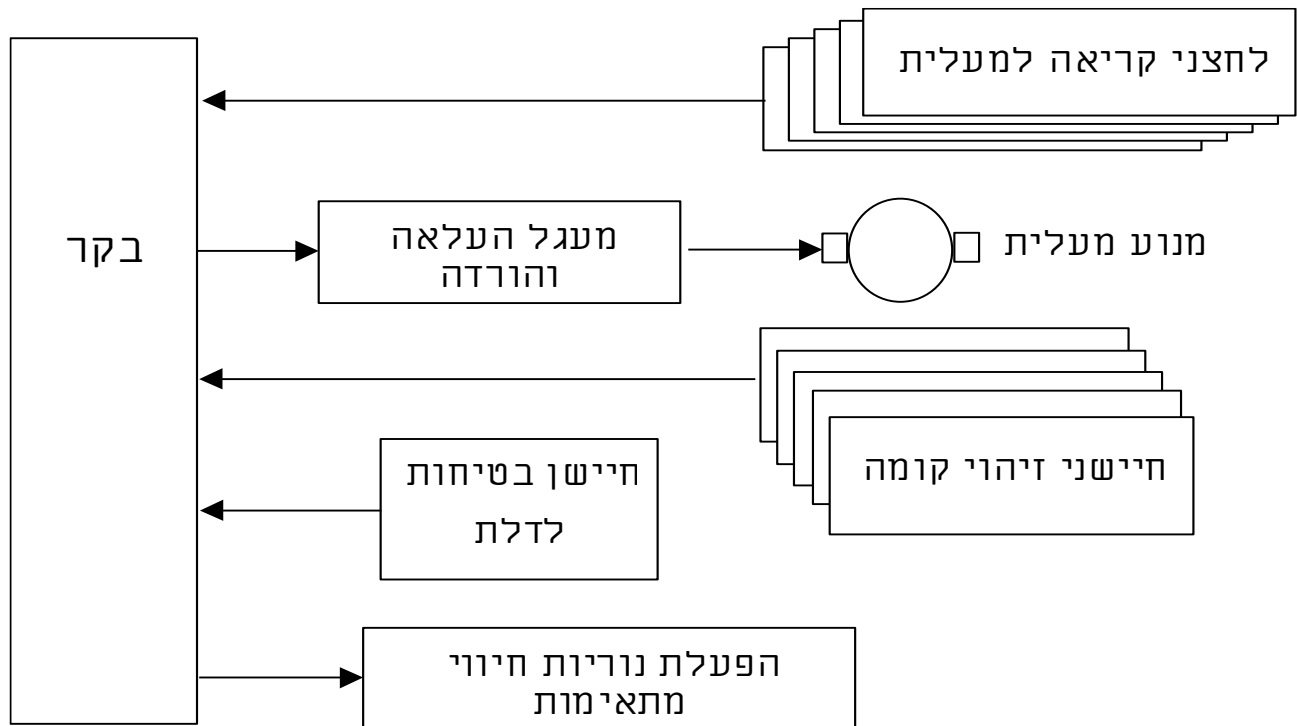 לחצני קריאה למעלית
בקר
מעגל העלאה
והורדה
מנוע מעלית
חיישני זיהוי קומה
חיישן בטיחות
לדלת
הפעלת נוריות חיווי
מתאימות